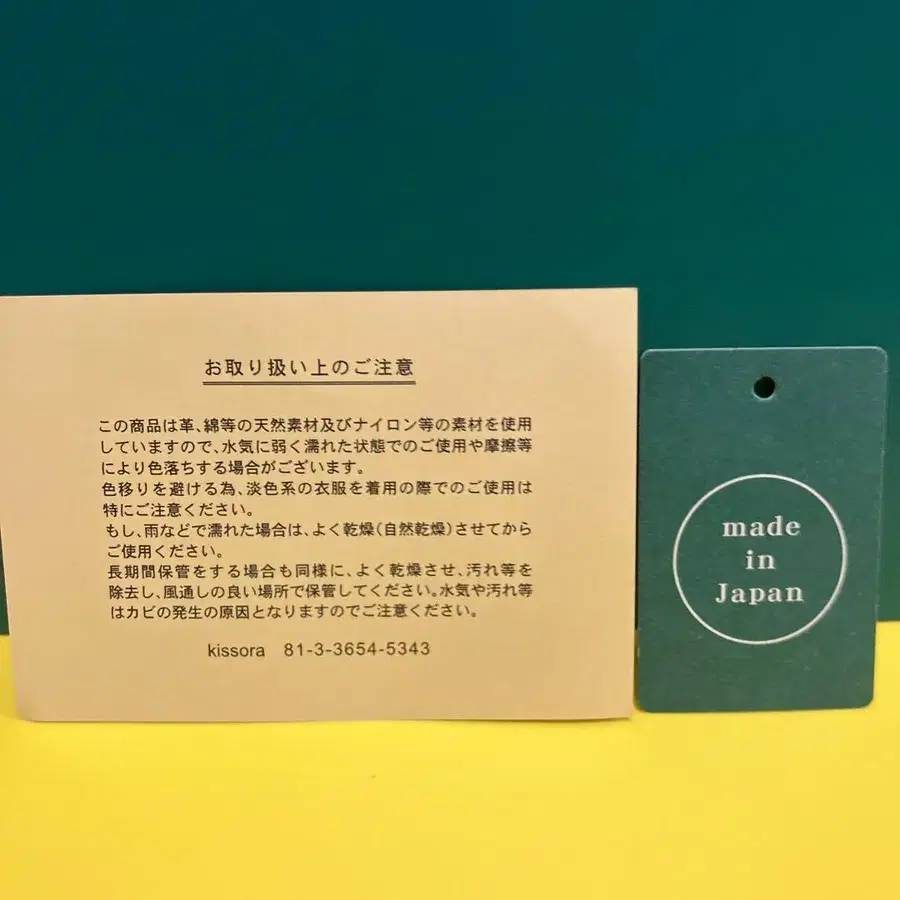 お取り扱い上のご注意
この商品は革、綿等の天然素材及びナイロン等の素材を使用
していますので、水気に弱く濡れた状態でのご使用や摩擦等
により色落ちする場合がございます。
色移りを避ける為、淡色系の衣服を着用の際でのご使用は
特にご注意ください。
もし、雨などで濡れた場合は、よく乾燥(自然乾燥)させてから
ご使用ください。
長期間保管をする場合も同様に、よく乾燥させ、汚れ等を
除去し、風通しの良い場所で保管してください。水気や汚れ等
はカビの発生の原因となりますのでご注意ください。
kissora 81-3-3654-5343
made
in
Japan